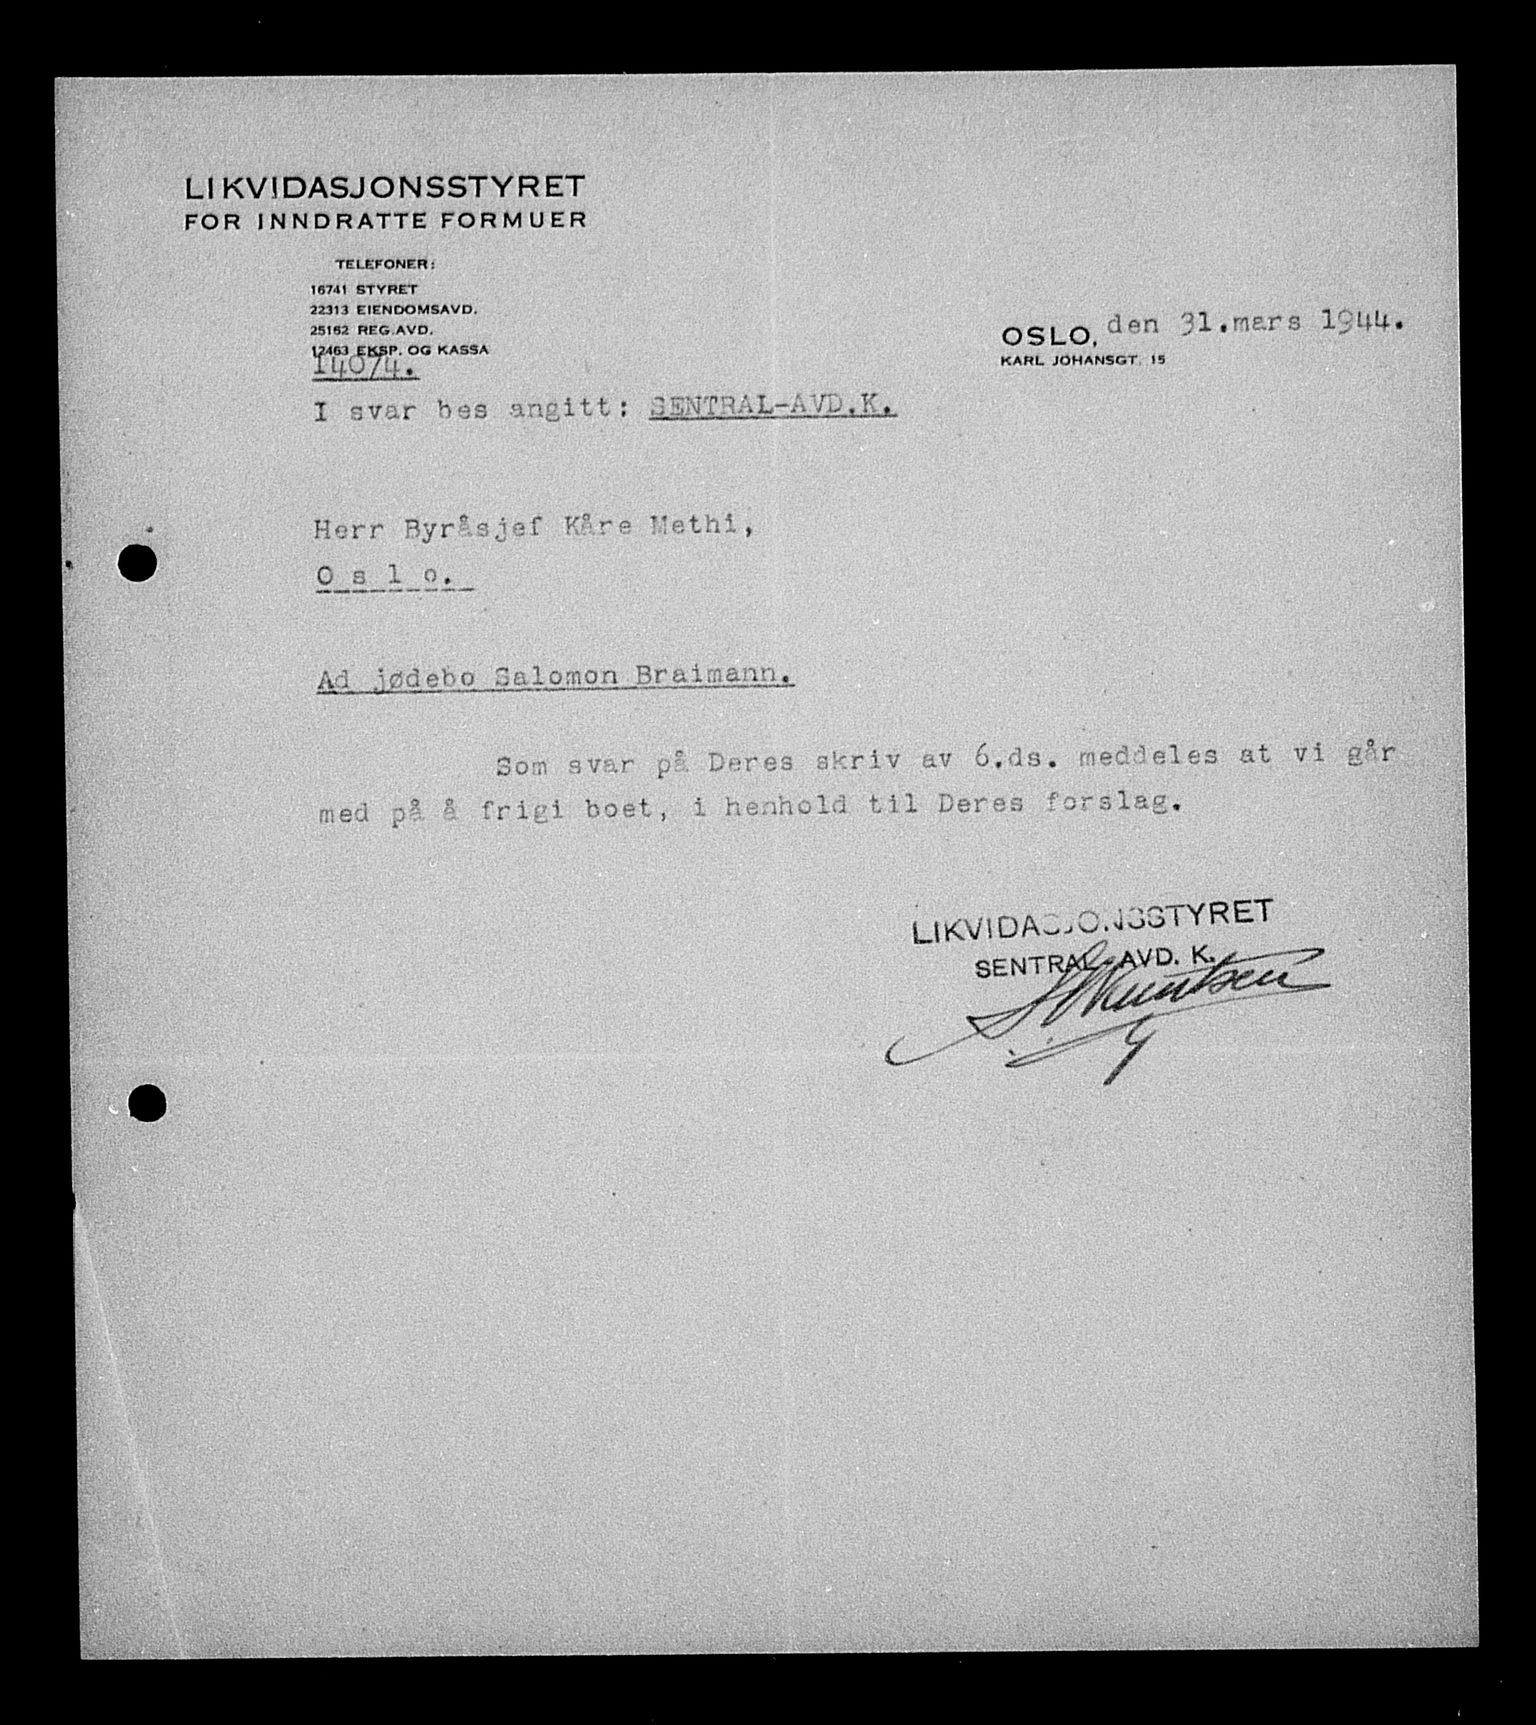 LIKVIDASJONSSTYRET
FOR INNDRATTE FORMUER
TELEFONER:
16741 STYRET
22313 EIENDOMSAVD.
25162 REG.AVD.
12463 EKSP. OG KASSA
14074.
OSLO, den 31.mars 1944.
KARL JOHANSGT. 15
I svar bes angitt: SENTRAL-AVD.K.
Herr Byråsjef Kåre Methi,
O s l o.
Ad jødebo Salomon Braimann.
Som svar på Deres skriv av 6.ds. meddeles at vi går
med på å frigi boet, i henhold til Deres forslag.
LIKVIDASJONSSTYRET
SENTRAL-AVD. K.